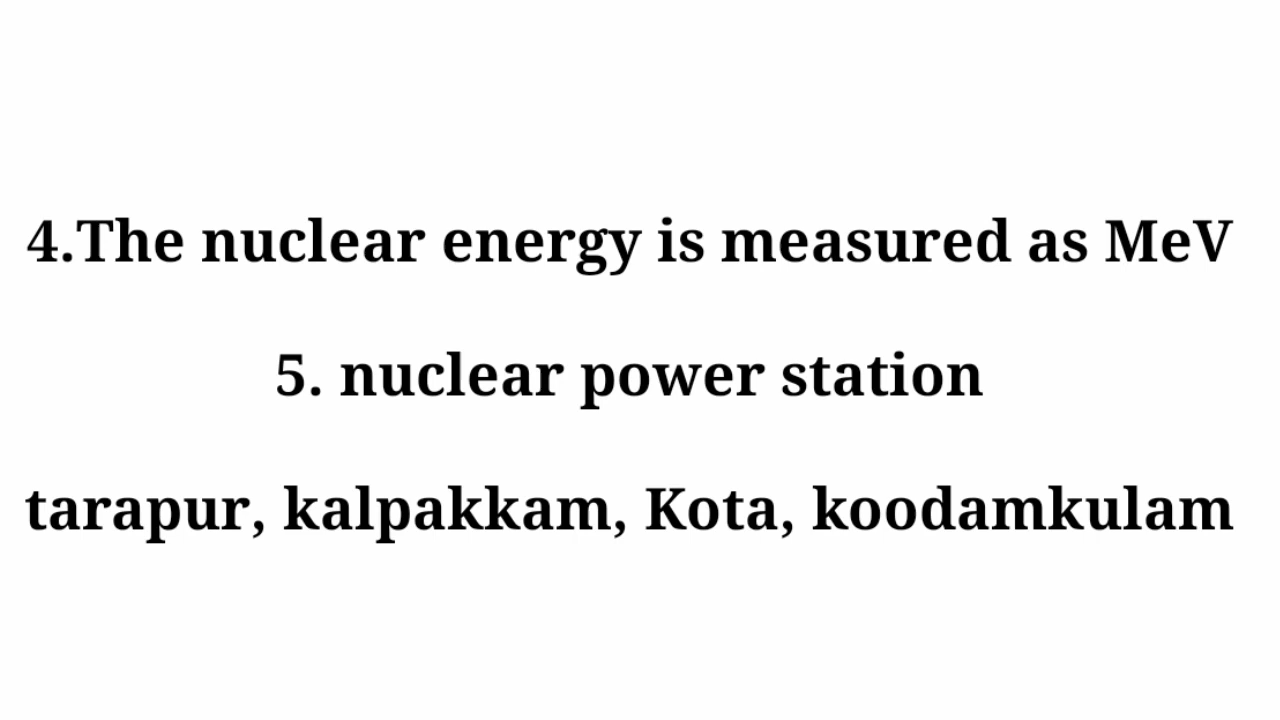 4.The nuclear energy is measured as MeV
5. nuclear power station
tarapur, kalpakkam, Kota, koodamkulam